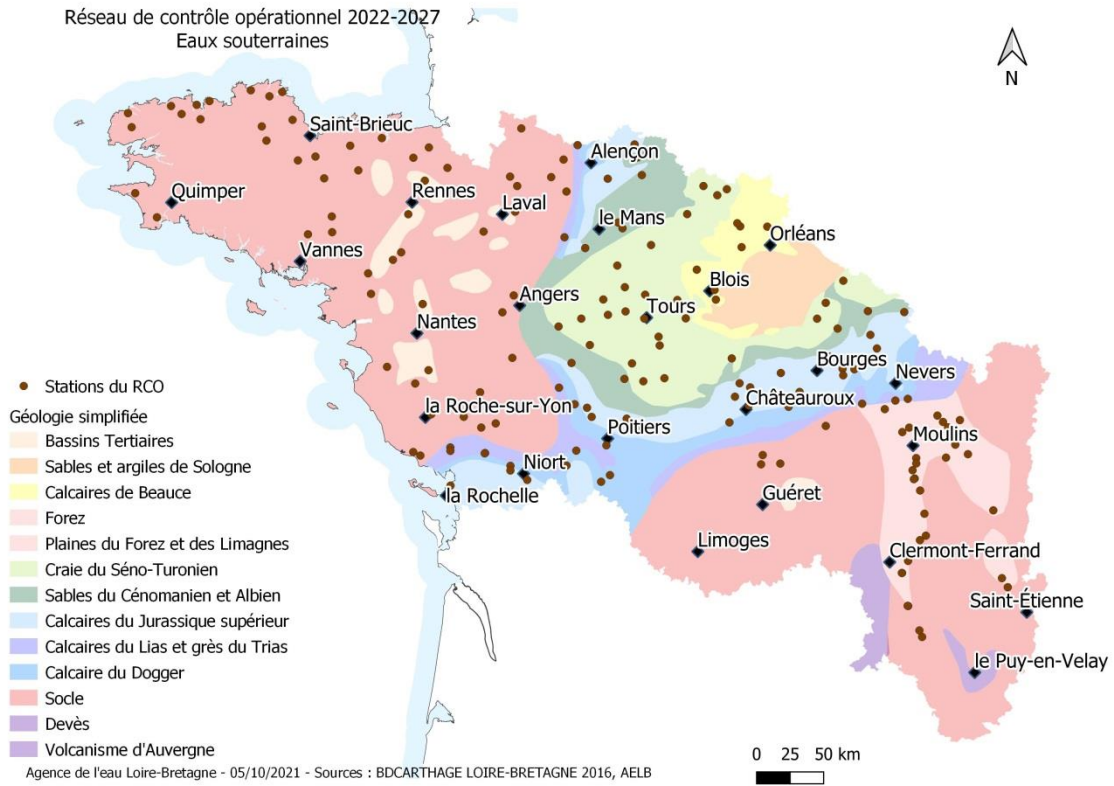 Réseau de contrôle opérationnel 2022-2027
Eaux souterraines
N
Saint-Brieuc
Alençon
Quimper
Rennes
Laval
le Mans
Orléans
Vannes
Blois
Angers
Tours
Nantes
Bourges
Nevers
Châteauroux
la Roche-sur-Yon
Poitiers
Moulins
Niort
la Rochelle
Guéret
Limoges
Clermont-Ferrand
Saint-Étienne
le Puy-en-Velay
Stations du RCO
Géologie simplifiée
Bassins Tertiaires
Sables et argiles de Sologne
Calcaires de Beauce
Forez
Plaines du Forez et des Limagnes
Craie du Séno-Turonien
Sables du Cénomanien et Albien
Calcaires du Jurassique supérieur
Calcaires du Lias et grès du Trias
Calcaire du Dogger
Socle
Devès
Volcanisme d'Auvergne
0 25 50 km
Agence de l'eau Loire-Bretagne - 05/10/2021 - Sources : BDCARTHAGE LOIRE-BRETAGNE 2016, AELB